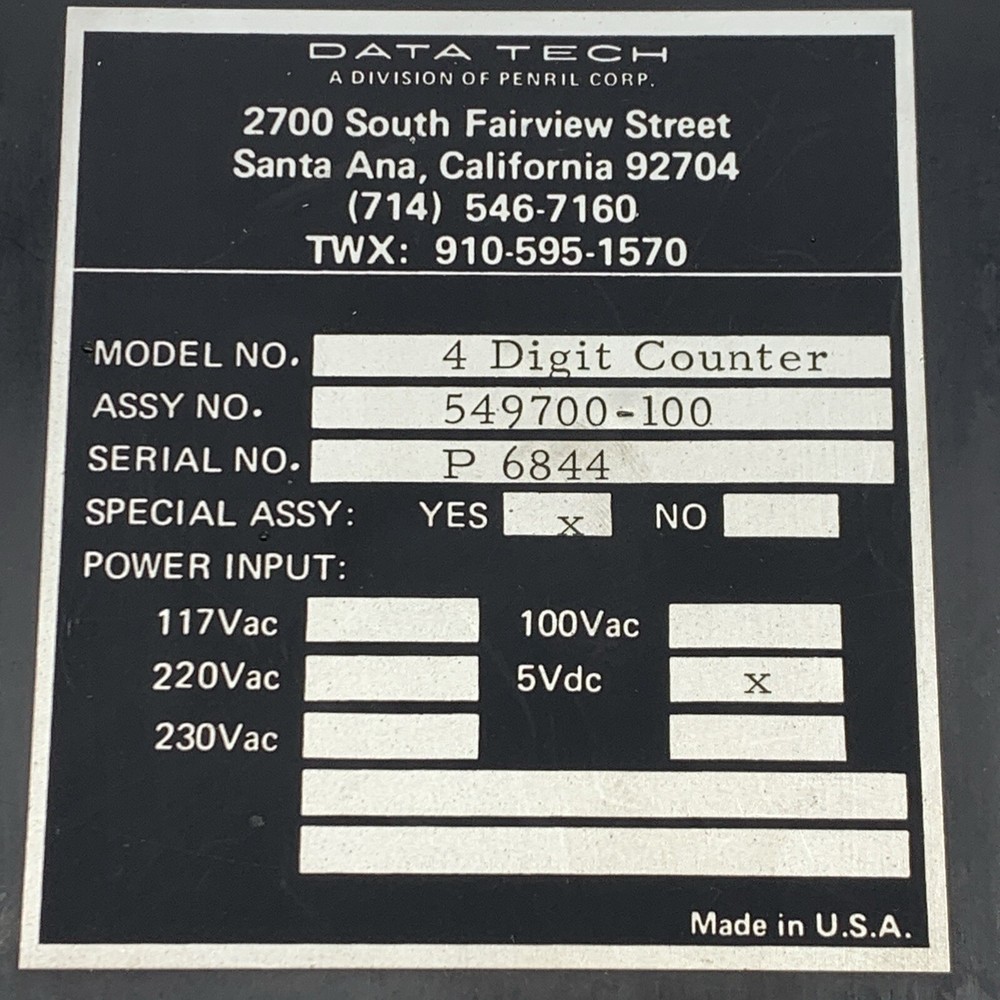 DATA TECH
A DIVISION OF PENRIL CORP.
2700 South Fairview Street
Santa Ana, California 92704
(714) 546-7160
TWX: 910-595-1570
MODEL NO. 4 Digit Counter
ASSY NO. 549700-100
SERIAL NO. P 6844
SPECIAL ASSY: YES x NO
POWER INPUT:
117Vac 100Vac
220Vac 5Vdc x
230Vac
Made in U.S.A.